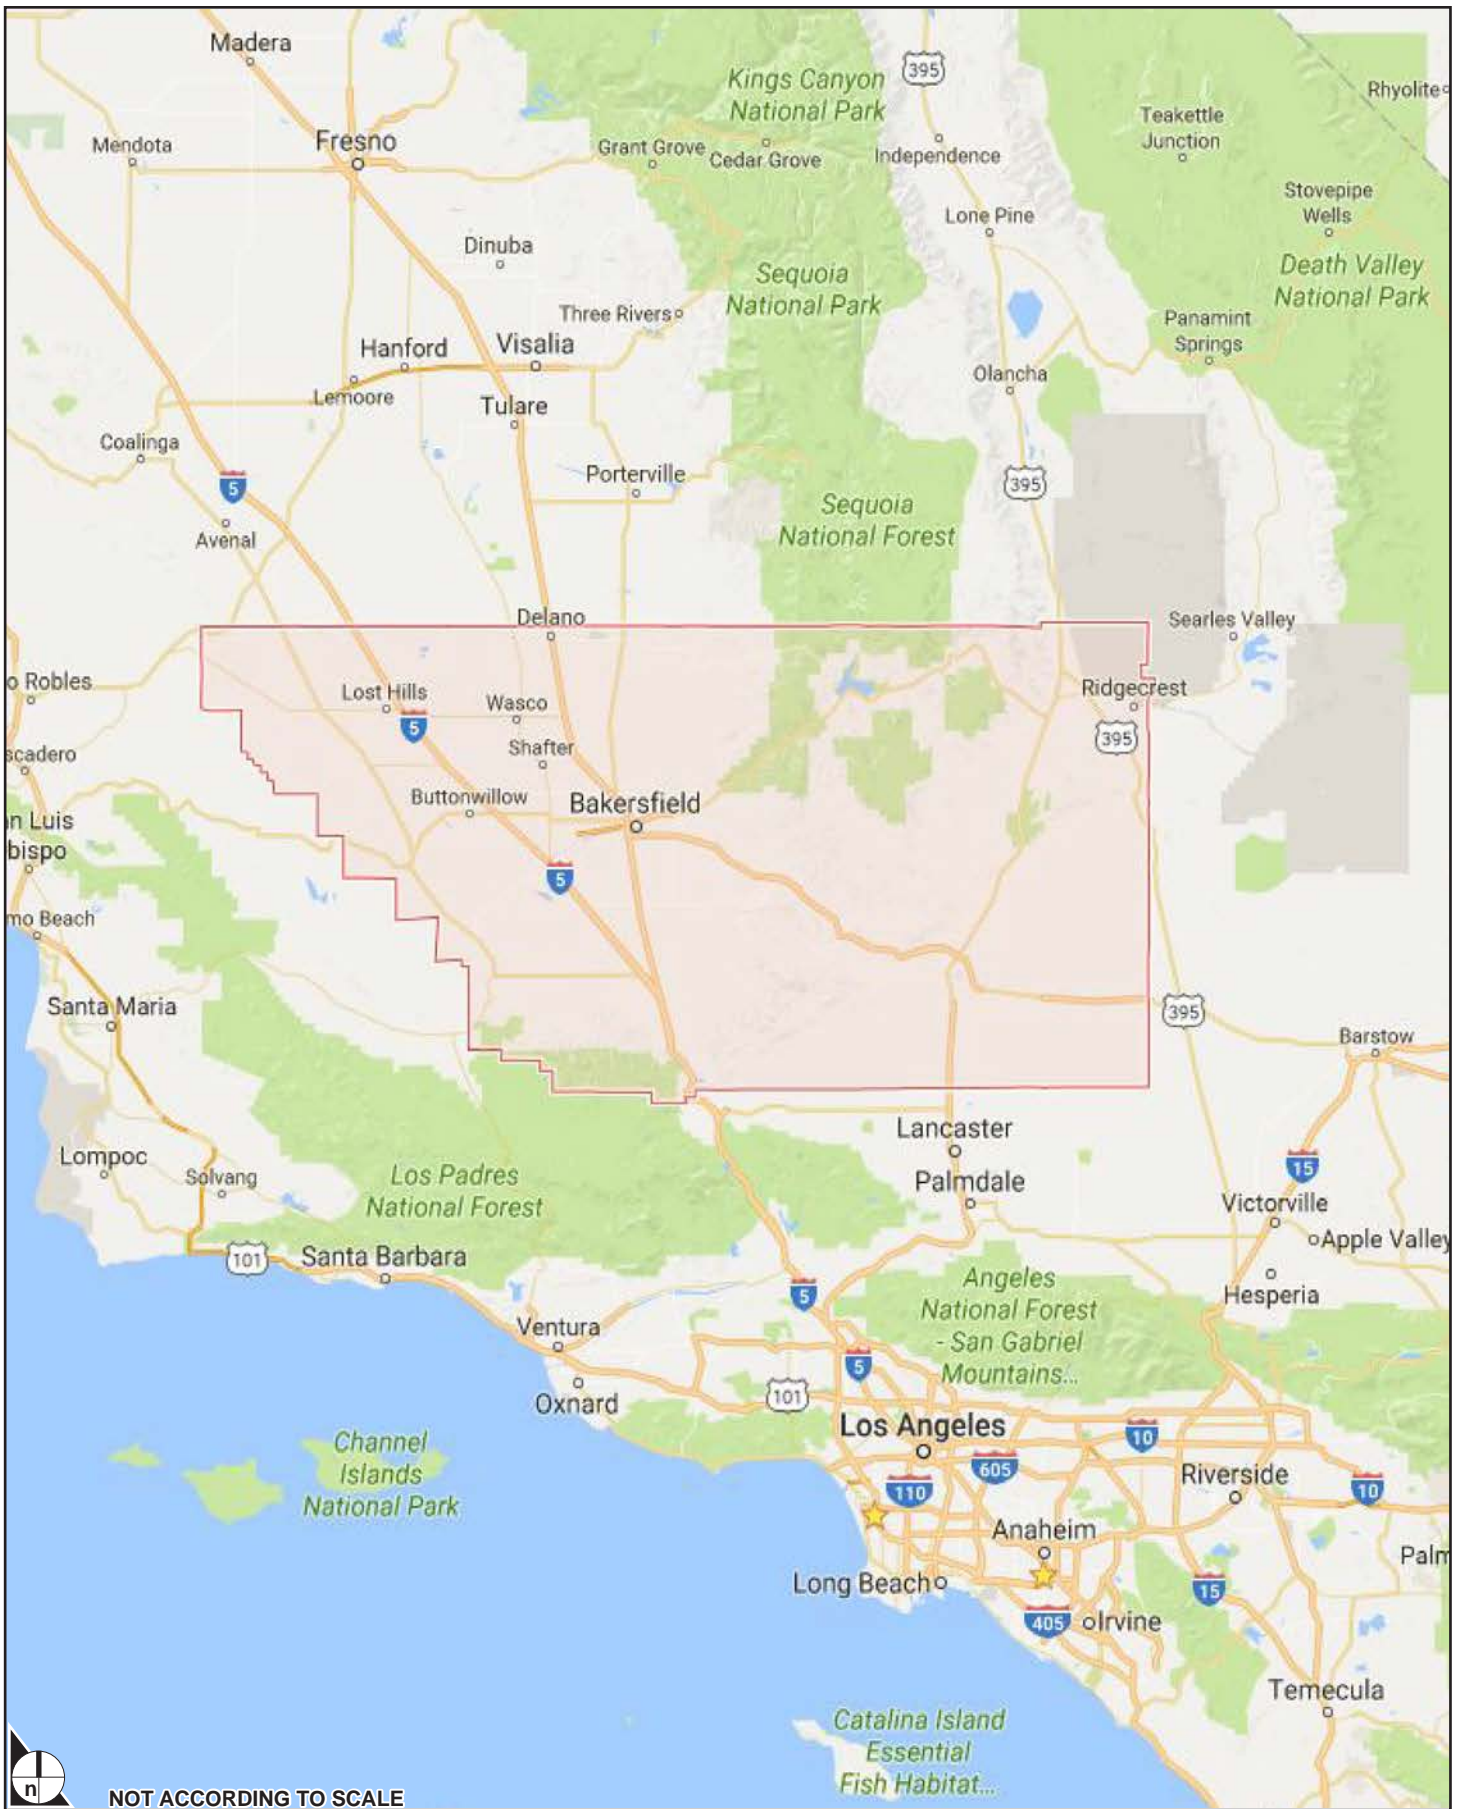 Madera
395
Kings Canyon
National Park
Rhyolite
Teakettle
Junction
Mendota
Fresno
Grant Grove
Cedar Grove
Independence
Stovepipe
Wells
Lone Pine
Dinuba
Death Valley
National Park
Sequoia
National Park
Three Rivers
Panamint
Springs
Hanford
Visalia
Olancha
Lemoore
Tulare
Coalinga
Porterville
5
395
Sequoia
National Forest
Avenal
Delano
Searles Valley
o Robles
Lost Hills
Wasco
Ridgecrest
5
395
scadero
Shafter
Buttonwillow
Bakersfield
an Luis
bispo
5
mo Beach
Santa Maria
395
Barstow
Lancaster
Lompoc
Solvang
Los Padres
National Forest
Palmdale
15
Victorville
Apple Valley
101
Santa Barbara
Angeles
National Forest
- San Gabriel
Mountains...
5
Hesperia
Ventura
5
101
Oxnard
Los Angeles
10
Channel
Islands
National Park
605
Riverside
110
10
Anaheim
Palm
Long Beach
15
405
Irvine
Temecula
Catalina Island
Essential
Fish Habitat...
n
NOT ACCORDING TO SCALE